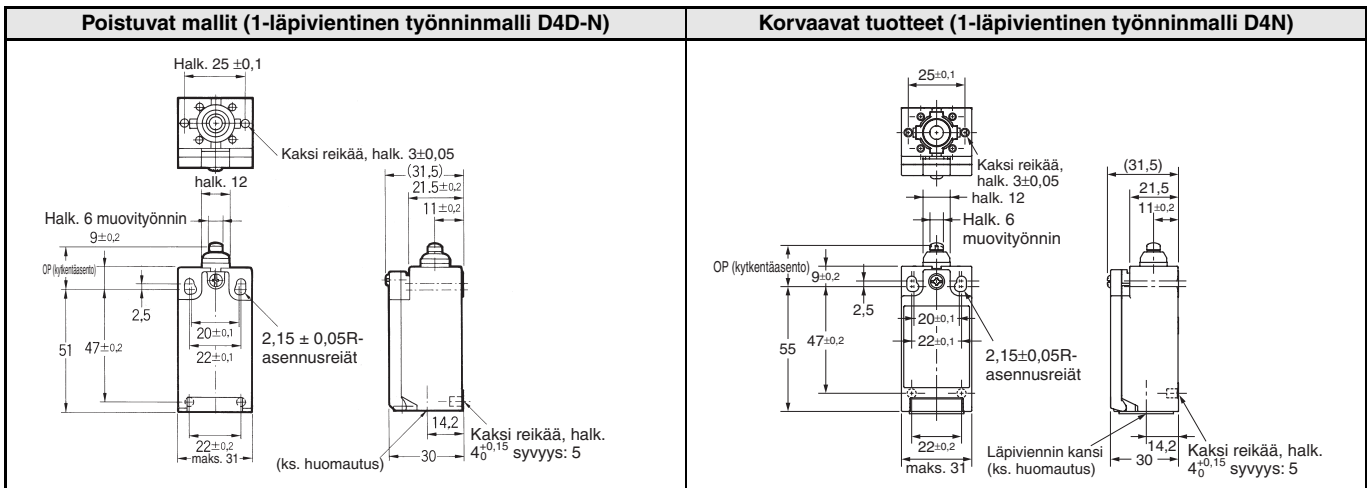 Poistuvat mallit (1-läpivientinen työnninmalli D4D-N)
Halk. 25 ±0,1
Kaksi reikää, halk. 3±0,05
halk. 12
Halk. 6 muovityönnin
9±0,2
OP (kytkentäasento)
2,5
20±0,1
22±0,1
51
47±0,2
2,15 ± 0,05R-
asennusreiät
22±0,2
maks. 31
(31,5)
21.5±0,2
11±0,2
14,2
30
(ks. huomautus)
Kaksi reikää, halk.
4 +0,15 0 syvyys: 5
Korvaavat tuotteet (1-läpivientinen työnninmalli D4N)
25±0,1
Kaksi reikää,
halk. 3±0,05
halk. 12
Halk. 6
muovityönnin
OP (kytkentäasento)
9±0,2
2,5
20±0,1
22±0,1
55
47±0,2
2,15±0,05R-
asennusreiät
22±0,2
maks. 31
(31,5)
21,5
11±0,2
Läpiviennin kansi
(ks. huomautus)
14,2
30
Kaksi reikää, halk.
4 +0,15 0 syvyys: 5